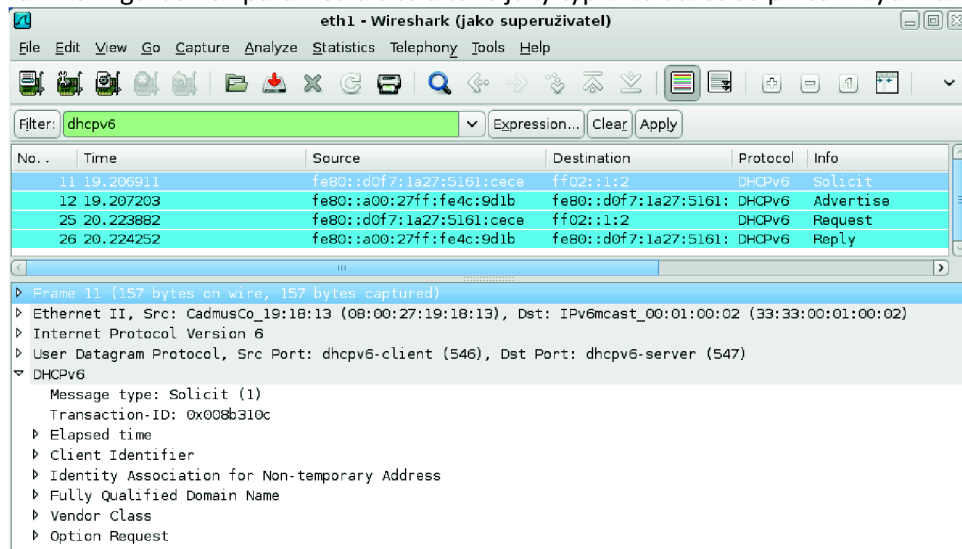 eth1 - Wireshark (jako superuživatel)
File Edit View Go Capture Analyze Statistics Telephony Tools Help
Filter: dhcpv6 Expression... Clear Apply
No. . Time Source Destination Protocol Info
11 19.206911 fe80::d0f7:1a27:5161:cece ff02::1:2 DHCPv6 Solicit
12 19.207203 fe80::a00:27ff:fe4c:9d1b fe80::d0f7:1a27:5161: DHCPv6 Advertise
25 20.223882 fe80::d0f7:1a27:5161:cece ff02::1:2 DHCPv6 Request
26 20.224252 fe80::a00:27ff:fe4c:9d1b fe80::d0f7:1a27:5161: DHCPv6 Reply
Frame 11 (157 bytes on wire, 157 bytes captured)
Ethernet II, Src: CadmusCo_19:18:13 (08:00:27:19:18:13), Dst: IPv6mcast_00:01:00:02 (33:33:00:01:00:02)
Internet Protocol Version 6
User Datagram Protocol, Src Port: dhcpv6-client (546), Dst Port: dhcpv6-server (547)
DHCPv6
Message type: Solicit (1)
Transaction-ID: 0x008b310c
Elapsed time
Client Identifier
Identity Association for Non-temporary Address
Fully Qualified Domain Name
Vendor Class
Option Request